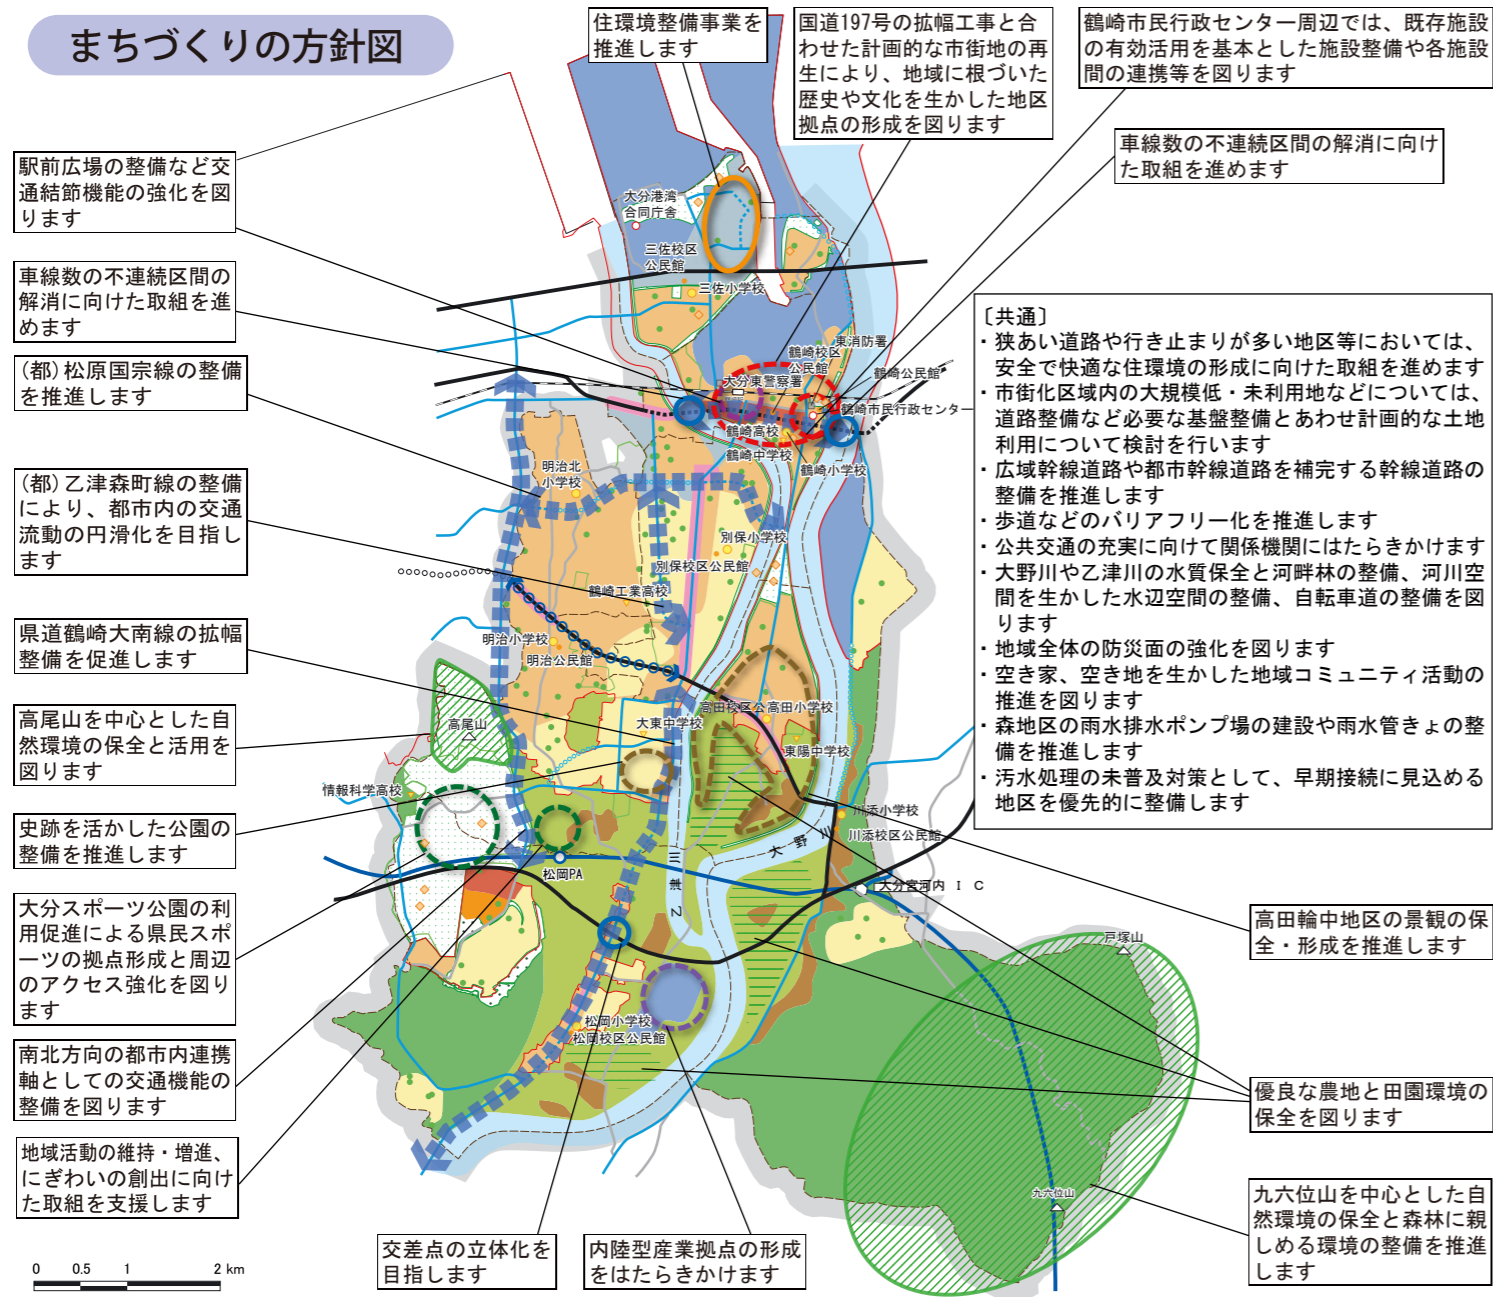 まちづくりの方針図
住環境整備事業を
推進します
国道197号の拡幅工事と合
わせた計画的な市街地の再
生により、地域に根づいた
歴史や文化を生かした地区
拠点の形成を図ります
鶴崎市民行政センター周辺では、既存施設
の有効活用を基本とした施設整備や各施設
間の連携等を図ります
車線数の不連続区間の解消に向け
た取組を進めます
駅前広場の整備など交
通結節機能の強化を図
ります
車線数の不連続区間の
解消に向けた取組を進
めます
(都)松原国宗線の整備
を推進します
(都)乙津森町線の整備
により、都市内の交通
流動の円滑化を目指し
ます
県道鶴崎大南線の拡幅
整備を促進します
高尾山を中心とした自
然環境の保全と活用を
図ります
史跡を活かした公園の
整備を推進します
大分スポーツ公園の利
用促進による県民スポ
ーツの拠点形成と周辺
のアクセス強化を図り
ます
南北方向の都市内連携
軸としての交通機能の
整備を図ります
地域活動の維持・増進、
にぎわいの創出に向け
た取組を支援します
〔共通〕
・狭あい道路や行き止まりが多い地区等においては、
安全で快適な住環境の形成に向けた取組を進めます
・市街化区域内の大規模低・未利用地などについては、
道路整備など必要な基盤整備とあわせ計画的な土地
利用について検討を行います
・広域幹線道路や都市幹線道路を補完する幹線道路の
整備を推進します
・歩道などのバリアフリー化を推進します
・公共交通の充実に向けて関係機関にはたらきかけます
・大野川や乙津川の水質保全と河畔林の整備、河川空
間を生かした水辺空間の整備、自転車道の整備を図
ります
・地域全体の防災面の強化を図ります
・空き家、空き地を生かした地域コミュニティ活動の
推進を図ります
・森地区の雨水排水ポンプ場の建設や雨水管きょの整
備を推進します
・汚水処理の未普及対策として、早期接続に見込める
地区を優先的に整備します
高田輪中地区の景観の保
全・形成を推進します
優良な農地と田園環境の
保全を図ります
九六位山を中心とした自
然環境の保全と森林に親
しめる環境の整備を推進
します
交差点の立体化を
目指します
内陸型産業拠点の形成
をはたらきかけます
大分港湾
合同庁舎
三佐校区
公民館
三佐小学校
東消防署
鶴崎校区
公民館
鶴崎公民館
大分東警察署
鶴崎市民行政センター
鶴崎高校
鶴崎中学校
鶴崎小学校
明治北
小学校
別保小学校
別保校区公民館
鶴崎工業高校
明治小学校
明治公民館
高田校区公
高田小学校
大東中学校
高尾山
東陽中学校
情報科学高校
川添小学校
川添校区公民館
大野川
松岡PA
大分宮河内 I C
戸塚山
松岡小学校
松岡校区公民館
九六位山
0 0.5 1 2 km